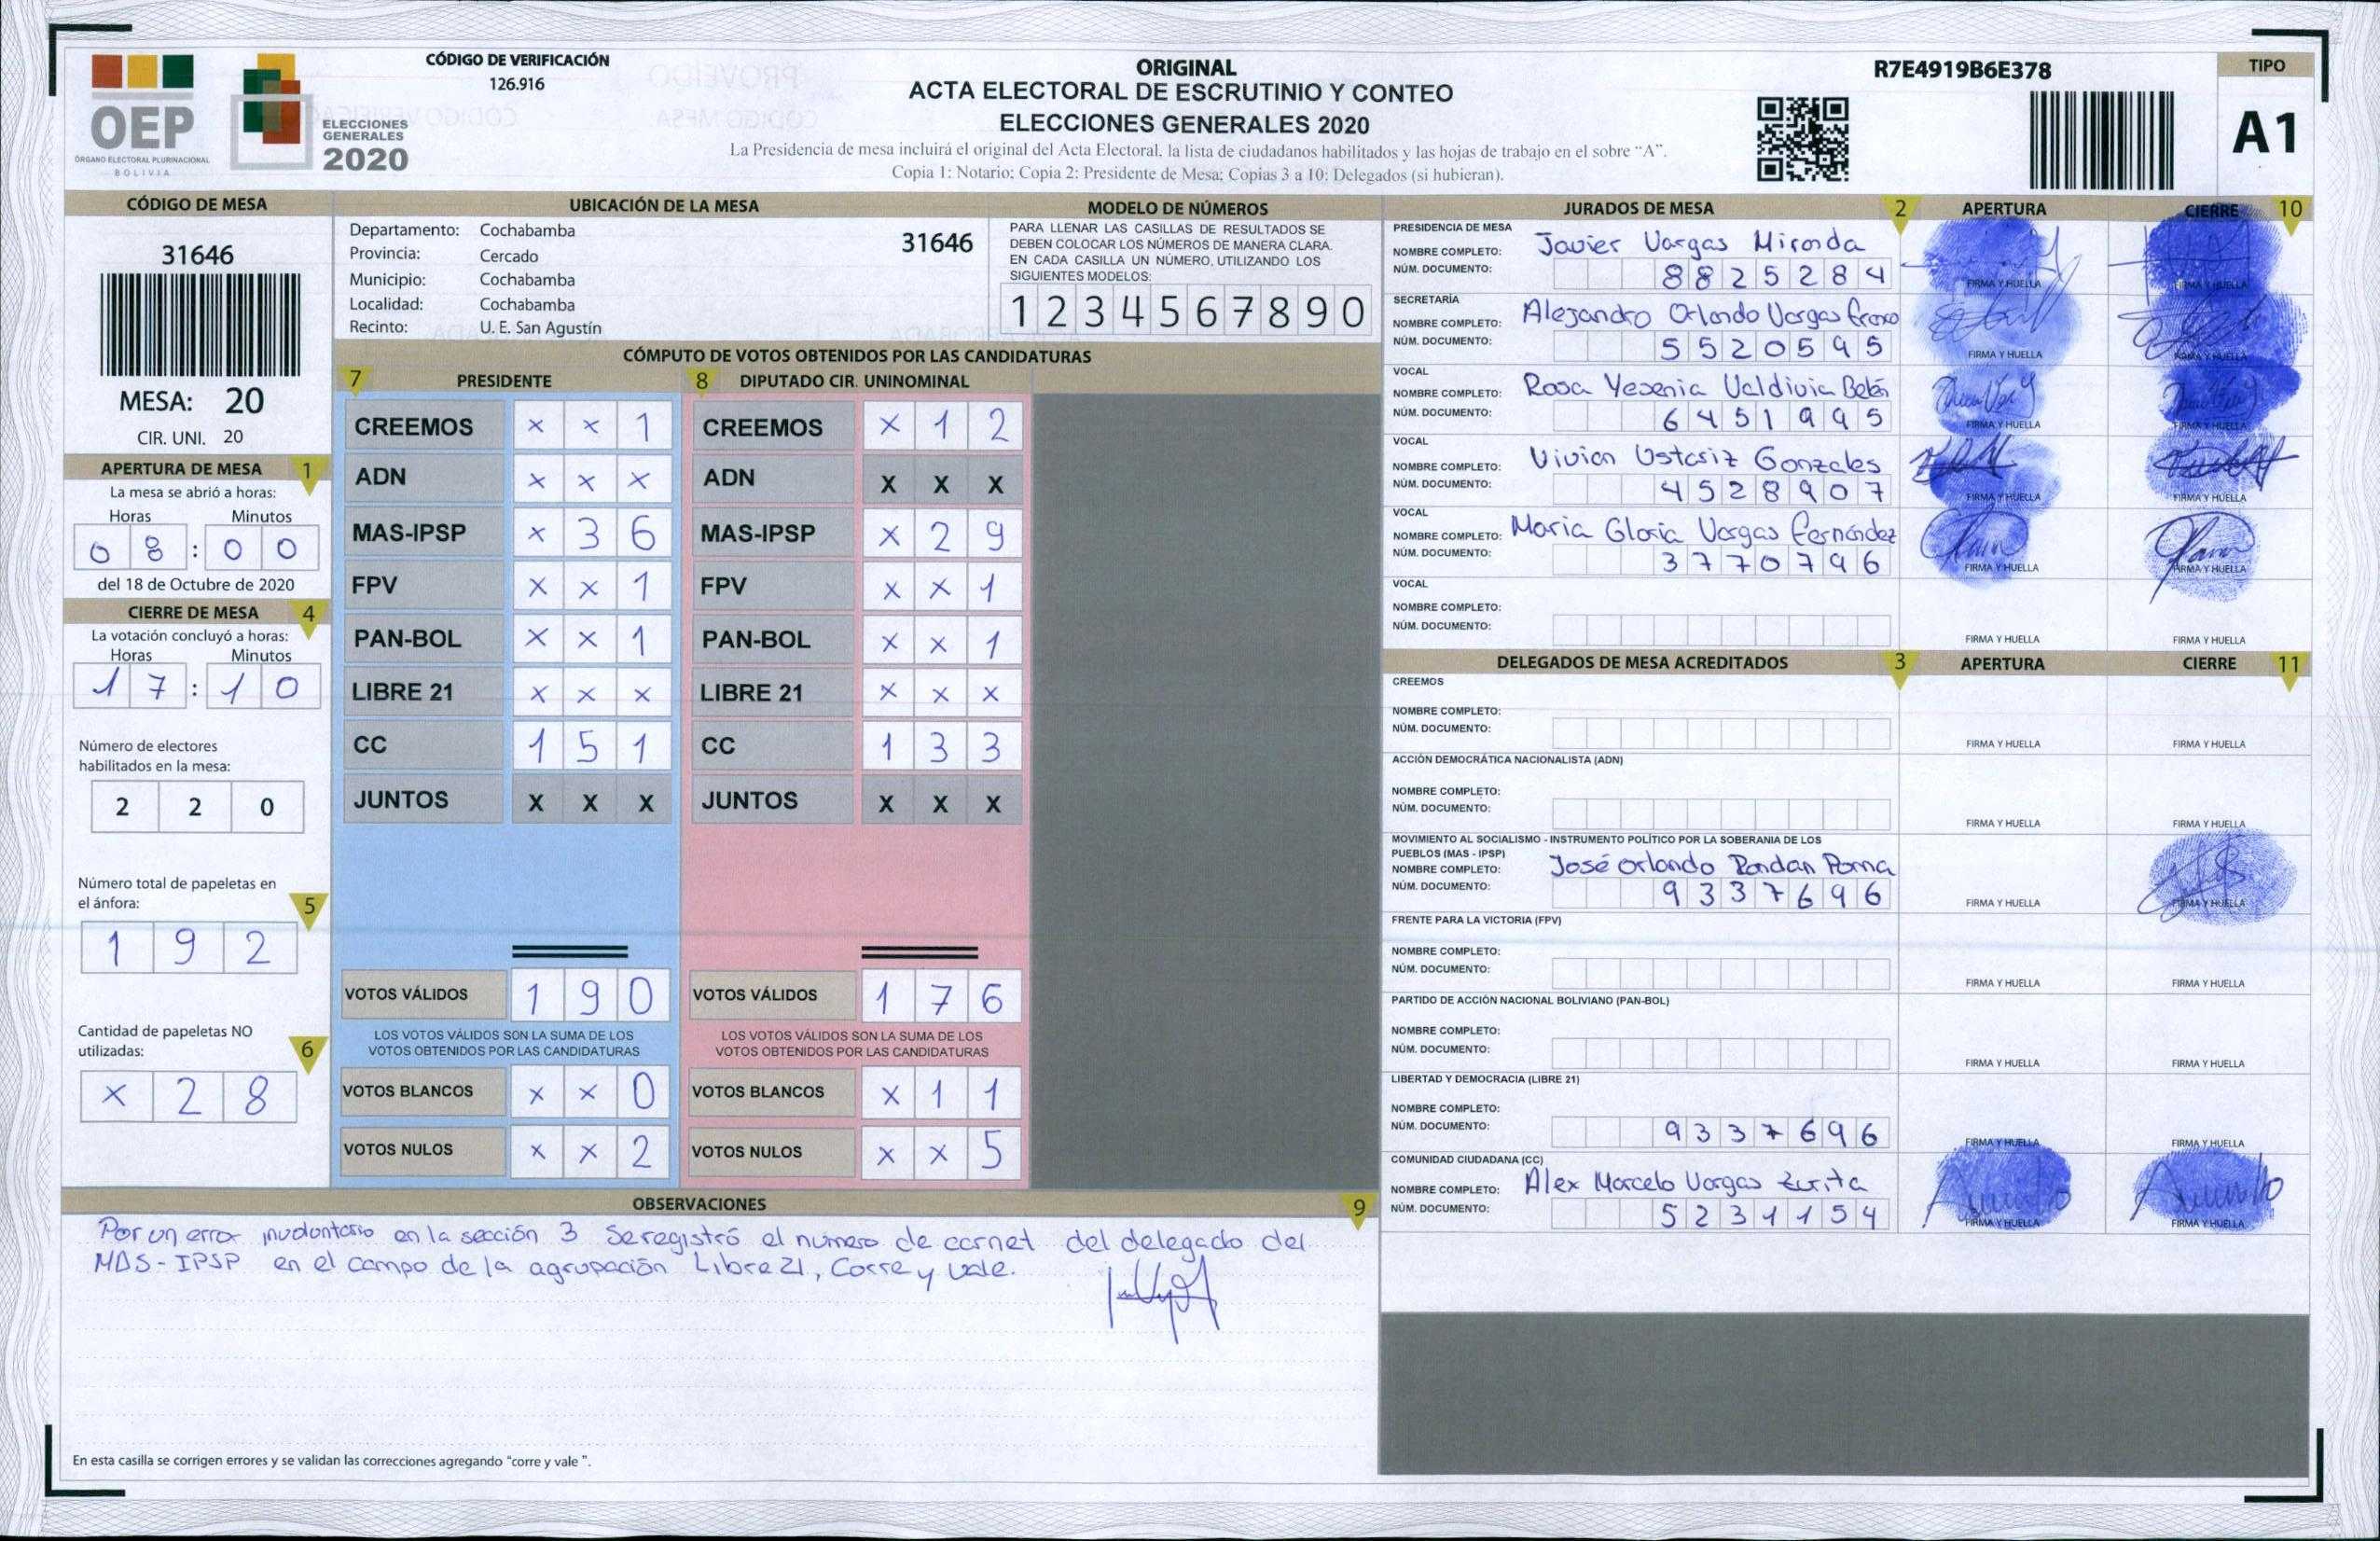 OEP
ÓRGANO ELECTORAL PLURINACIONAL
BOLIVIA
ELECCIONES
GENERALES
2020
CÓDIGO DE VERIFICACIÓN
126.916
ORIGINAL
ACTA ELECTORAL DE ESCRUTINIO Y CONTEO
ELECCIONES GENERALES 2020
La Presidencia de mesa incluirá el original del Acta Electoral, la lista de ciudadanos habilitados y las hojas de trabajo en el sobre "A".
Copia 1: Notario; Copia 2: Presidente de Mesa; Copias 3 a 10: Delegados (si hubieran).
R7E4919B6E378
TIPO
A1
CÓDIGO DE MESA
31646
MESA: 20
CIR. UNI. 20
APERTURA DE MESA 1
La mesa se abrió a horas:
Horas Minutos
0 8 : 0 0
del 18 de Octubre de 2020
CIERRE DE MESA 4
La votación concluyó a horas:
Horas Minutos
1 7 : 1 0
Número de electores
habilitados en la mesa:
2 2 0
Número total de papeletas en
el ánfora: 5
1 9 2
Cantidad de papeletas NO
utilizadas: 6
x 2 8
UBICACIÓN DE LA MESA
Departamento: Cochabamba
31646
Provincia: Cercado
Municipio: Cochabamba
Localidad: Cochabamba
Recinto: U. E. San Agustín
MODELO DE NÚMEROS
PARA LLENAR LAS CASILLAS DE RESULTADOS SE
DEBEN COLOCAR LOS NÚMEROS DE MANERA CLARA.
EN CADA CASILLA UN NÚMERO, UTILIZANDO LOS
SIGUIENTES MODELOS:
1 2 3 4 5 6 7 8 9 0
CÓMPUTO DE VOTOS OBTENIDOS POR LAS CANDIDATURAS
7 PRESIDENTE 8 DIPUTADO CIR. UNINOMINAL
CREEMOS x x 1 CREEMOS x 1 2
ADN x x x ADN X X X
MAS-IPSP x 3 6 MAS-IPSP x 2 9
FPV x x 1 FPV x x 1
PAN-BOL x x 1 PAN-BOL x x 1
LIBRE 21 x x x LIBRE 21 x x x
CC 1 5 1 CC 1 3 3
JUNTOS X X X JUNTOS X X X
VOTOS VÁLIDOS 1 9 0 VOTOS VÁLIDOS 1 7 6
LOS VOTOS VÁLIDOS SON LA SUMA DE LOS LOS VOTOS VÁLIDOS SON LA SUMA DE LOS
VOTOS OBTENIDOS POR LAS CANDIDATURAS VOTOS OBTENIDOS POR LAS CANDIDATURAS
VOTOS BLANCOS x x 0 VOTOS BLANCOS x 1 1
VOTOS NULOS x x 2 VOTOS NULOS x x 5
OBSERVACIONES 9
Por un error involuntario en la sección 3 se registró el número de carnet del delegado del
MAS-IPSP en el campo de la agrupación Libre 21, Corre y vale.
En esta casilla se corrigen errores y se validan las correcciones agregando "corre y vale ".
JURADOS DE MESA 2 APERTURA CIERRE 10
PRESIDENCIA DE MESA
NOMBRE COMPLETO: Javier Vargas Miranda
NÚM. DOCUMENTO: 8 8 2 5 2 8 4
FIRMA Y HUELLA FIRMA Y HUELLA
SECRETARÍA
NOMBRE COMPLETO: Alejandro Orlando Vargas
NÚM. DOCUMENTO: 5 5 2 0 5 9 5
FIRMA Y HUELLA FIRMA Y HUELLA
VOCAL
NOMBRE COMPLETO: Rosa Yesenia Valdivia
NÚM. DOCUMENTO: 6 4 5 1 9 9 5
FIRMA Y HUELLA FIRMA Y HUELLA
VOCAL
NOMBRE COMPLETO: Vivian Ustariz Gonzales
NÚM. DOCUMENTO: 4 5 2 8 9 0 7
FIRMA Y HUELLA FIRMA Y HUELLA
VOCAL
NOMBRE COMPLETO: Maria Gloria Vargas Fernández
NÚM. DOCUMENTO: 3 7 7 0 7 9 6
FIRMA Y HUELLA FIRMA Y HUELLA
VOCAL
NOMBRE COMPLETO:
NÚM. DOCUMENTO:
FIRMA Y HUELLA FIRMA Y HUELLA
DELEGADOS DE MESA ACREDITADOS 3 APERTURA CIERRE 11
CREEMOS
NOMBRE COMPLETO:
NÚM. DOCUMENTO:
FIRMA Y HUELLA FIRMA Y HUELLA
ACCIÓN DEMOCRÁTICA NACIONALISTA (ADN)
NOMBRE COMPLETO:
NÚM. DOCUMENTO:
FIRMA Y HUELLA FIRMA Y HUELLA
MOVIMIENTO AL SOCIALISMO - INSTRUMENTO POLÍTICO POR LA SOBERANIA DE LOS
PUEBLOS (MAS - IPSP)
NOMBRE COMPLETO: José Orlando Rondan Poma
NÚM. DOCUMENTO: 9 3 3 7 6 9 6
FIRMA Y HUELLA FIRMA Y HUELLA
FRENTE PARA LA VICTORIA (FPV)
NOMBRE COMPLETO:
NÚM. DOCUMENTO:
FIRMA Y HUELLA FIRMA Y HUELLA
PARTIDO DE ACCIÓN NACIONAL BOLIVIANO (PAN-BOL)
NOMBRE COMPLETO:
NÚM. DOCUMENTO:
FIRMA Y HUELLA FIRMA Y HUELLA
LIBERTAD Y DEMOCRACIA (LIBRE 21)
NOMBRE COMPLETO:
NÚM. DOCUMENTO: 9 3 3 7 6 9 6
FIRMA Y HUELLA FIRMA Y HUELLA
COMUNIDAD CIUDADANA (CC)
NOMBRE COMPLETO: Alex Marcelo Vargas Zurita
NÚM. DOCUMENTO: 5 2 3 1 1 5 4
FIRMA Y HUELLA FIRMA Y HUELLA